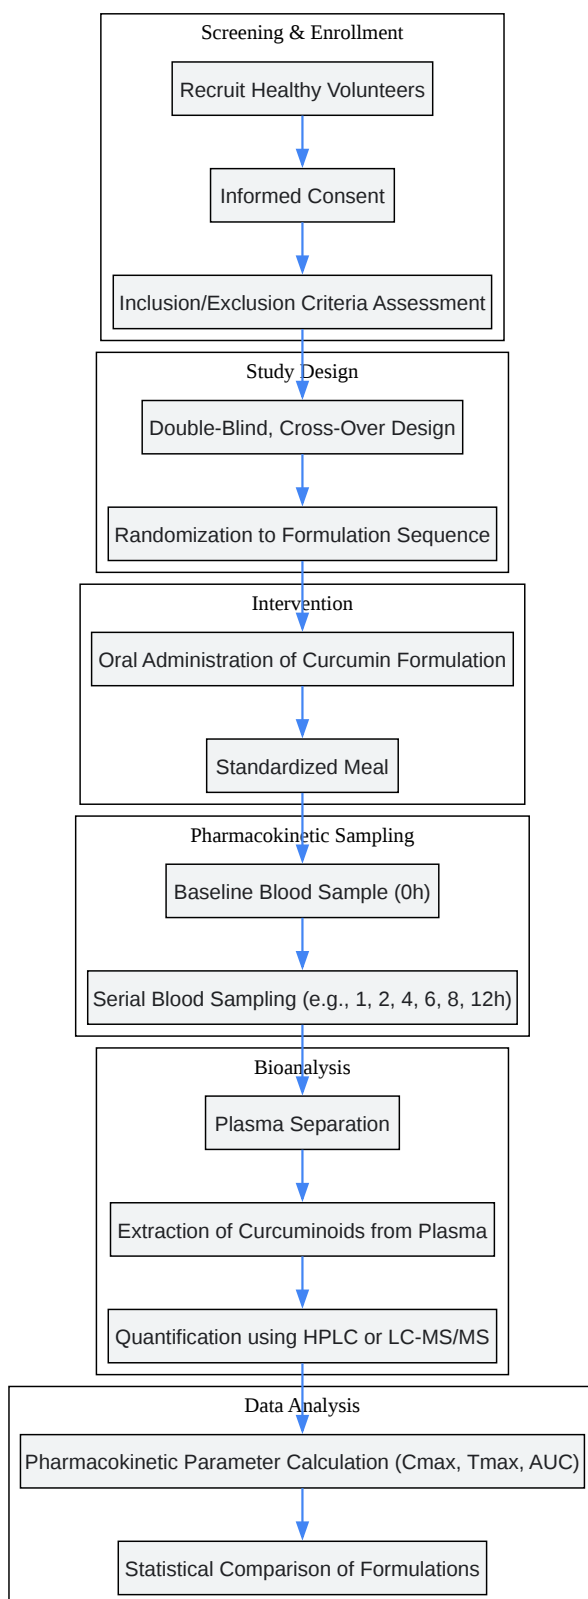 Screening & Enrollment
Recruit Healthy Volunteers
Informed Consent
Inclusion/Exclusion Criteria Assessment
Study Design
Double-Blind, Cross-Over Design
Randomization to Formulation Sequence
Intervention
Oral Administration of Curcumin Formulation
Standardized Meal
Pharmacokinetic Sampling
Baseline Blood Sample (0h)
Serial Blood Sampling (e.g., 1, 2, 4, 6, 8, 12h)
Bioanalysis
Plasma Separation
Extraction of Curcuminoids from Plasma
Quantification using HPLC or LC-MS/MS
Data Analysis
Pharmacokinetic Parameter Calculation (Cmax, Tmax, AUC)
Statistical Comparison of Formulations